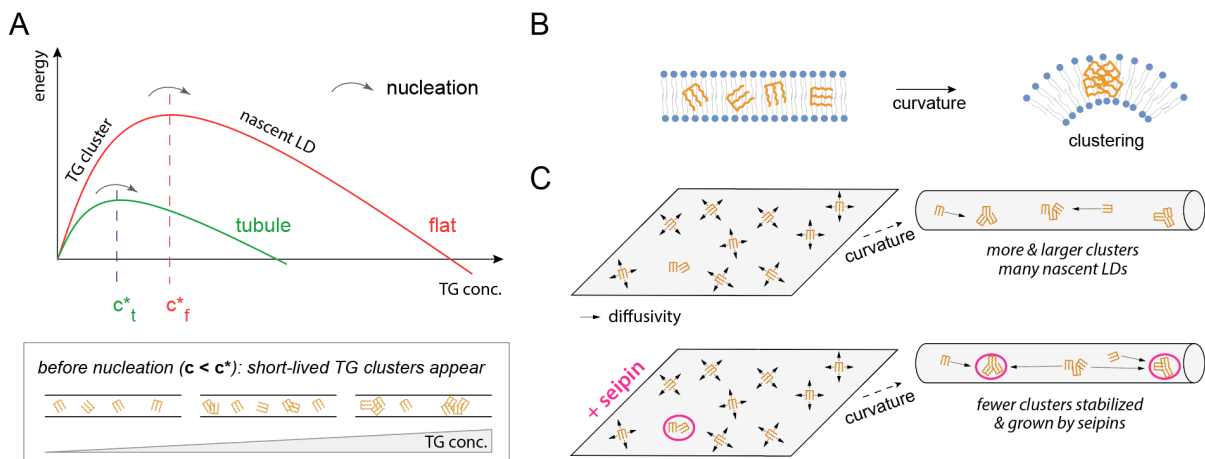 A
energy
nucleation
TG cluster
nascent LD
tubule
flat
TG conc.
c*t
c*f
before nucleation (c < c*): short-lived TG clusters appear
TG conc.
B
curvature
clustering
C
curvature
more & larger clusters
many nascent LDs
diffusivity
+ seipin
curvature
fewer clusters stabilized
& grown by seipins